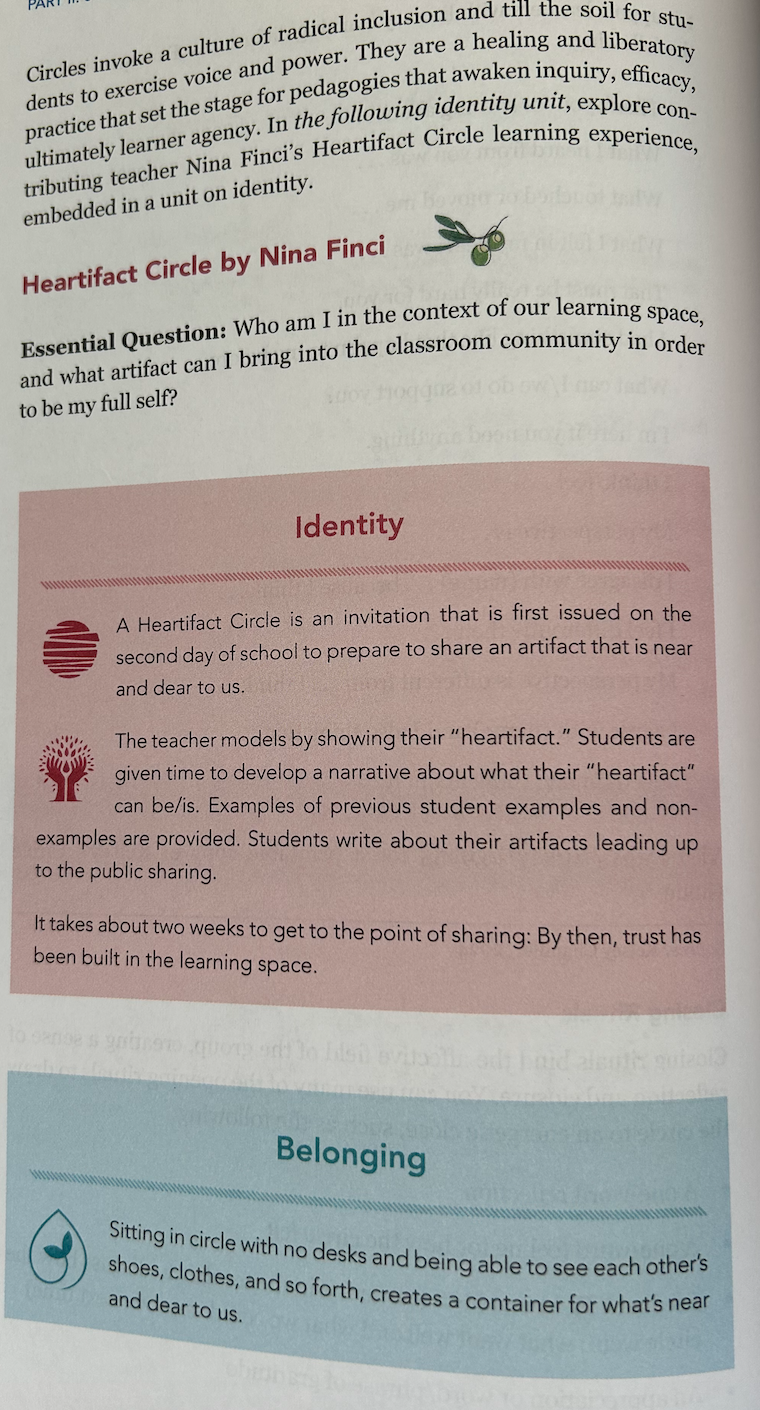 PART II:
Circles invoke a culture of radical inclusion and till the soil for stu-
dents to exercise voice and power. They are a healing and liberatory
practice that set the stage for pedagogies that awaken inquiry, efficacy,
ultimately learner agency. In the following identity unit, explore con-
tributing teacher Nina Finci's Heartifact Circle learning experience,
embedded in a unit on identity.
Heartifact Circle by Nina Finci
Essential Question: Who am I in the context of our learning space,
and what artifact can I bring into the classroom community in order
to be my full self?
Identity
A Heartifact Circle is an invitation that is first issued on the
second day of school to prepare to share an artifact that is near
and dear to us.
The teacher models by showing their "heartifact." Students are
given time to develop a narrative about what their "heartifact"
can be/is. Examples of previous student examples and non-
examples are provided. Students write about their artifacts leading up
to the public sharing.
It takes about two weeks to get to the point of sharing: By then, trust has
been built in the learning space.
Belonging
Sitting in circle with no desks and being able to see each other's
shoes, clothes, and so forth, creates a container for what's near
and dear to us.